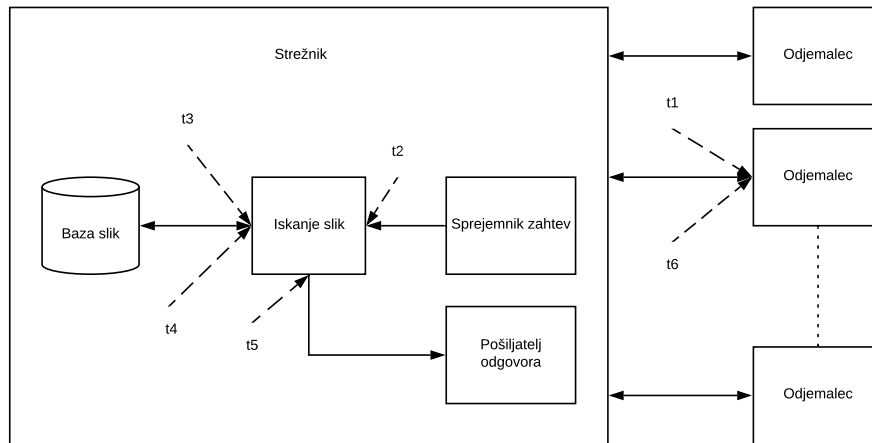 Strežnik
Odjemalec
t1
t3
t2
Odjemalec
Baza slik
Iskanje slik
Sprejemnik zahtev
t6
t4
t5
Pošiljatelj
odgovora
Odjemalec